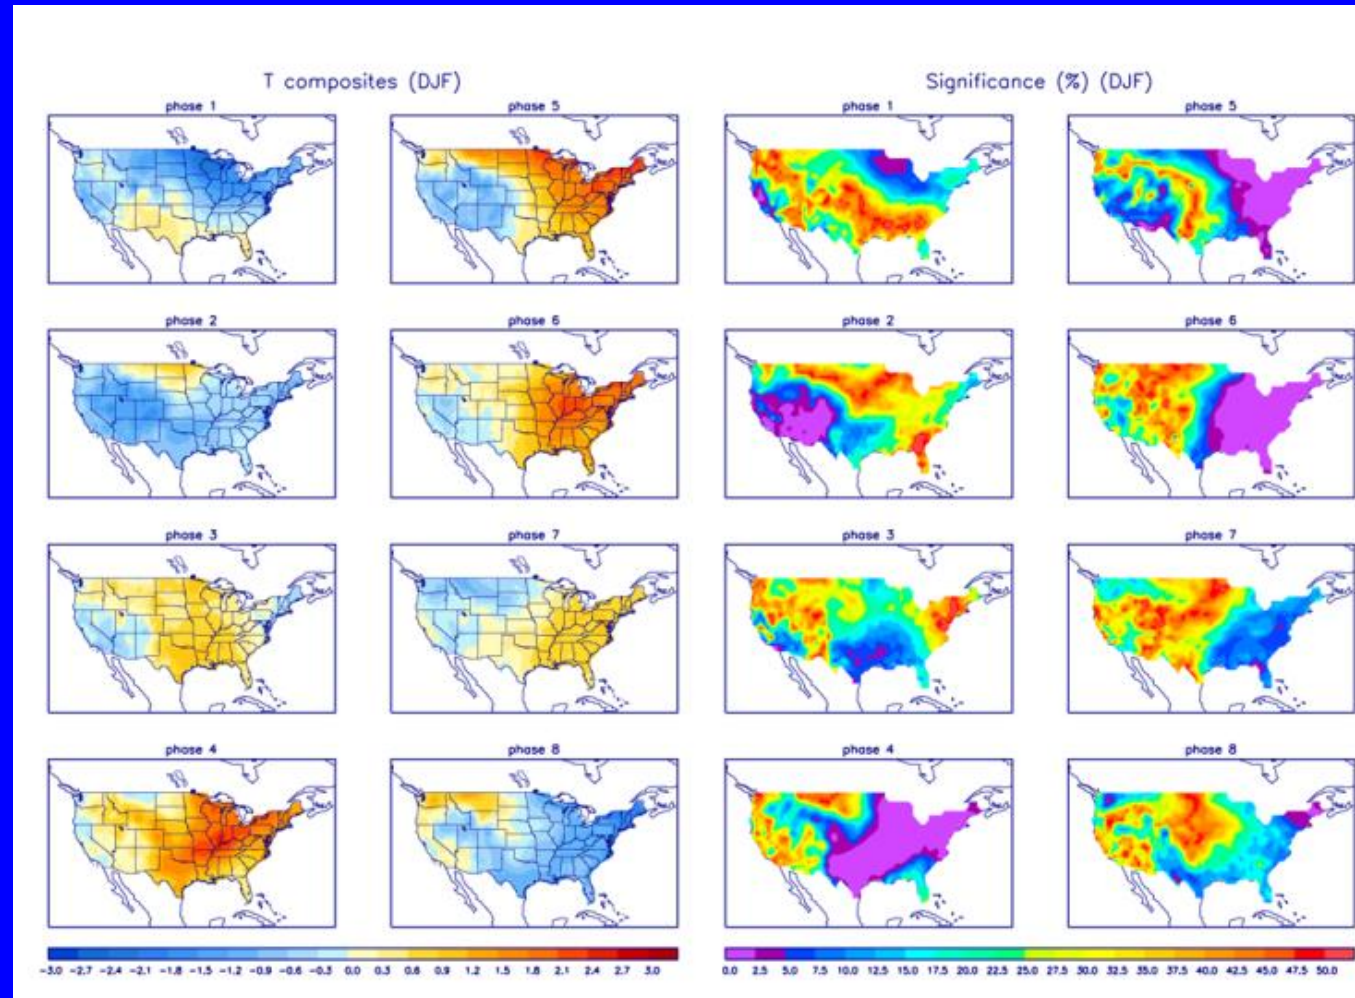 T composites (DJF)
Significance (%) (DJF)
phase 1
phase 5
phase 1
phase 5
phase 2
phase 6
phase 2
phase 6
phase 3
phase 7
phase 3
phase 7
phase 4
phase 8
phase 4
phase 8
-3.0 -2.7 -2.4 -2.1 -1.8 -1.5 -1.2 -0.9 -0.6 -0.3 0.0 0.3 0.6 0.9 1.2 1.5 1.8 2.1 2.4 2.7 3.0
0.0 2.5 5.0 7.5 10.0 12.5 15.0 17.5 20.0 22.5 25.0 27.5 30.0 32.5 35.0 37.5 40.0 42.5 45.0 47.5 50.0